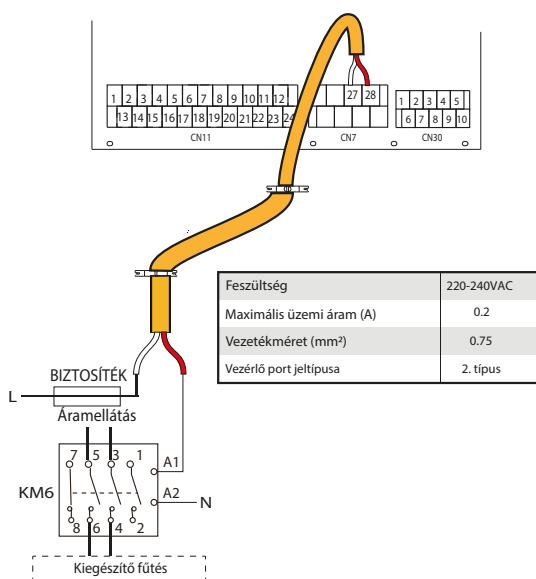 27 28
1 2 3 4 5 6 7 8 9 10 11 12
13 14 15 16 17 18 19 20 21 22 23 24
1 2 3 4 5
6 7 8 9 10
CN11
CN7
CN30
Feszültség 220-240VAC
Maximális üzemi áram (A) 0.2
Vezetékméret (mm²) 0.75
Vezérlő port jeltípusa 2. típus
BIZTOSÍTÉK
L
Áramellátás
7 5 3 1
A1
KM6
A2
N
8 6 4 2
Kiegészítő fűtés